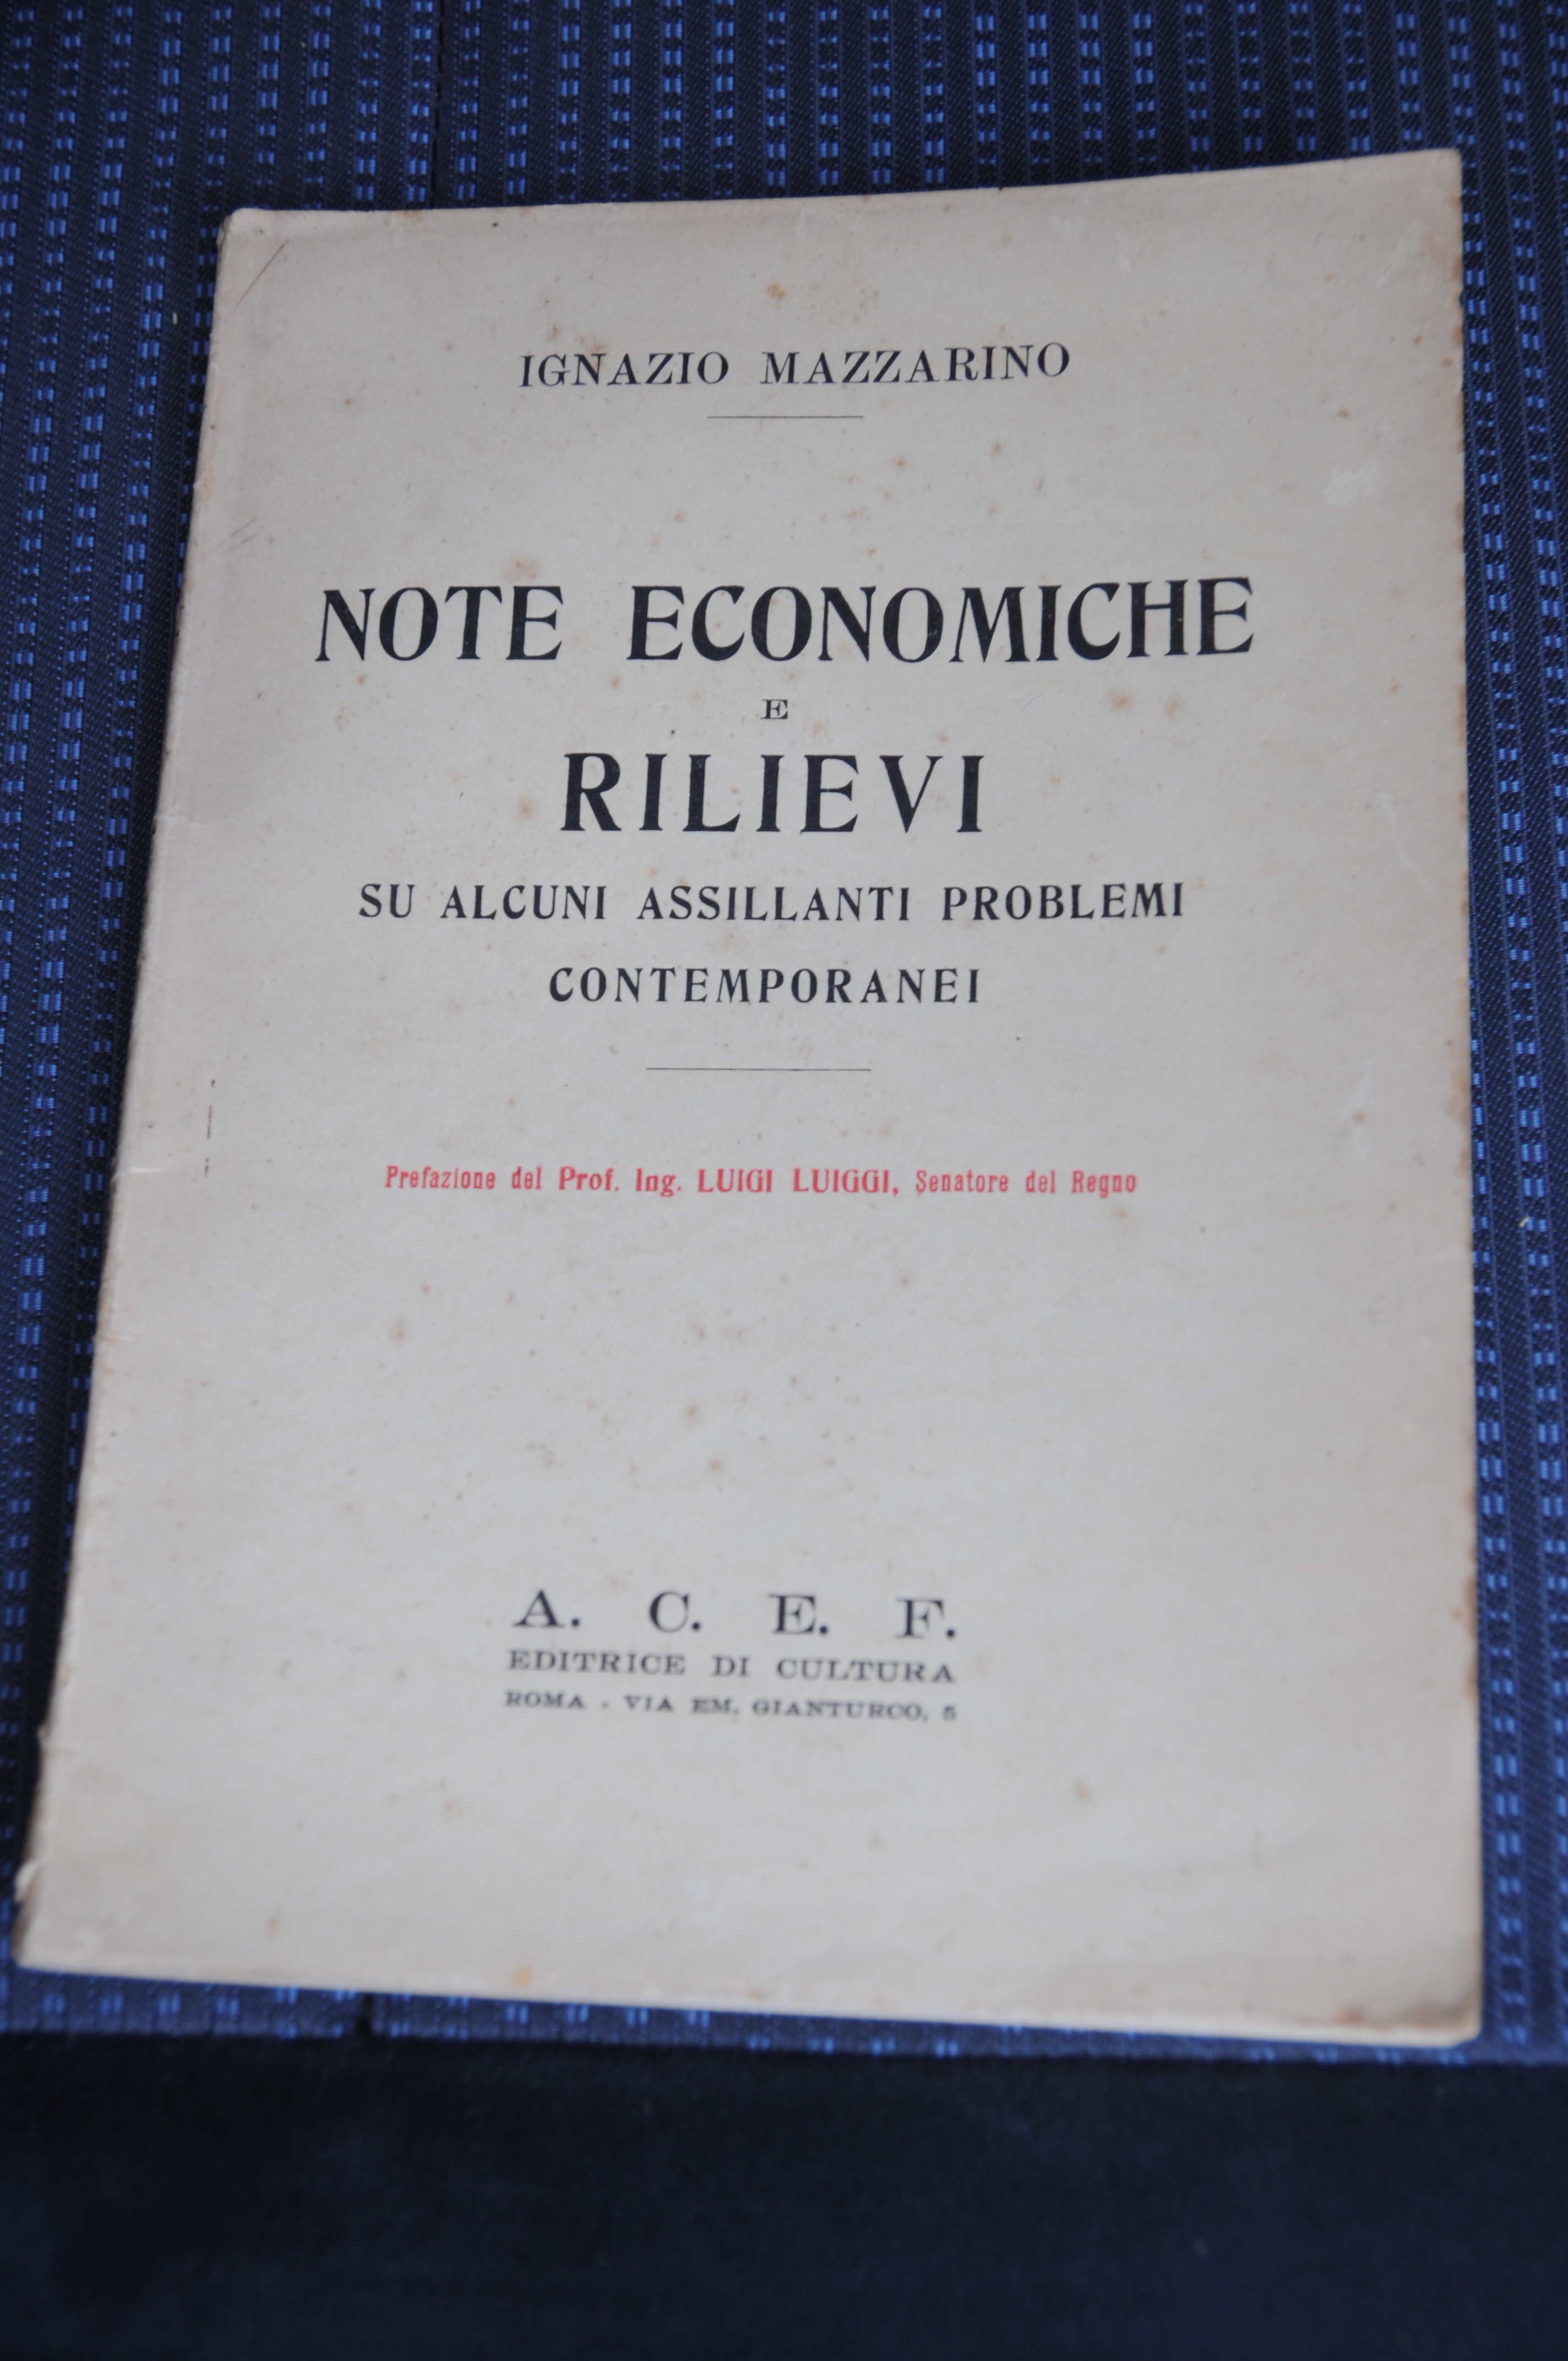 IGNAZIO MAZZARINO
NOTE ECONOMICHE
E
RILIEVI
SU ALCUNI ASSILLANTI PROBLEMI
CONTEMPORANEI
Prefazione del Prof. Ing. LUIGI LUIGGI, Senatore del Regno
A. C. E. F.
EDITRICE DI CULTURA
ROMA - VIA EM. GIANTURCO, 5